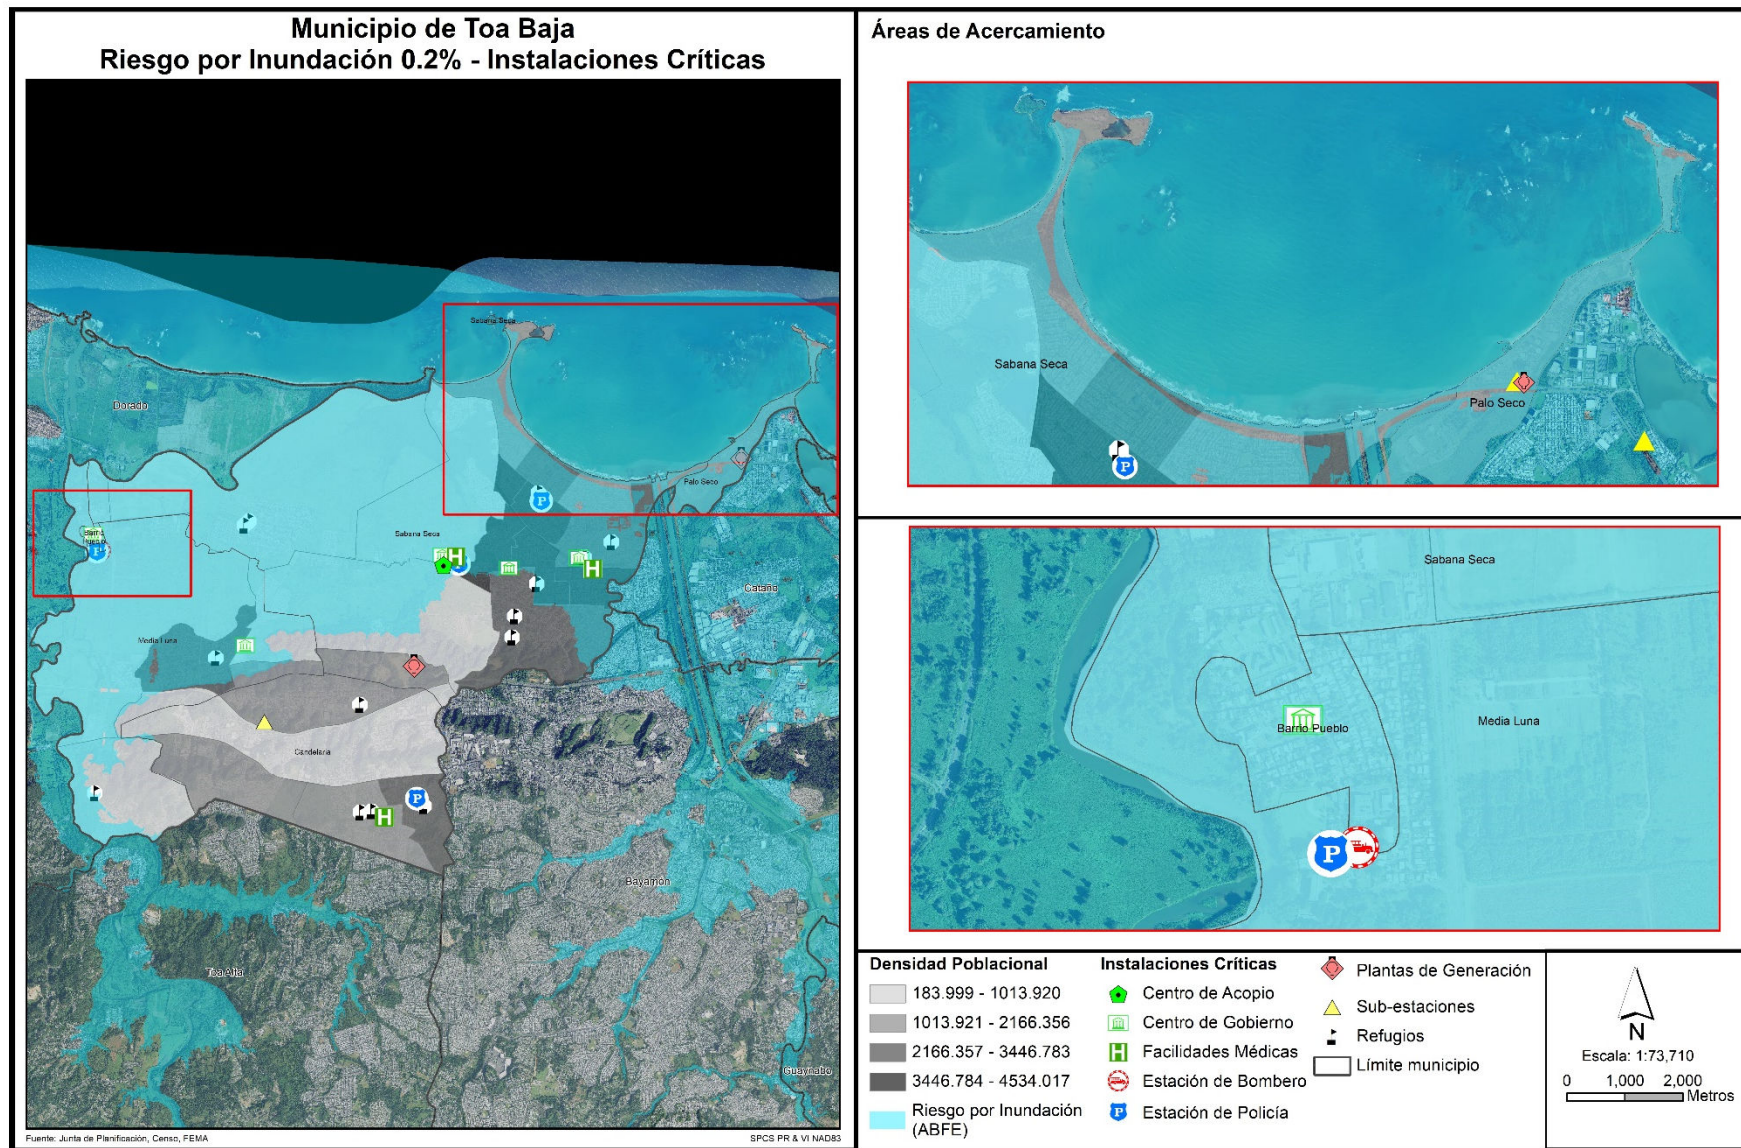 Municipio de Toa Baja
Riesgo por Inundación 0.2% - Instalaciones Críticas
Sabana Seca
Dorado
Palo Seco
Barrio
Pueblo
Sabana Seca
Cataño
Media Luna
Candelaria
Bayamón
Toa Alta
Guaynabo
Fuente: Junta de Planificación, Censo, FEMA
SPCS PR & VI NAD83
Áreas de Acercamiento
Sabana Seca
Palo Seco
P
Sabana Seca
Media Luna
Barrio Pueblo
P
Densidad Poblacional
183.999 - 1013.920
1013.921 - 2166.356
2166.357 - 3446.783
3446.784 - 4534.017
Riesgo por Inundación
(ABFE)
Instalaciones Críticas
Centro de Acopio
Centro de Gobierno
H Facilidades Médicas
Estación de Bombero
P Estación de Policía
Plantas de Generación
Sub-estaciones
Refugios
Límite municipio
N
Escala: 1:73,710
0 1,000 2,000
Metros